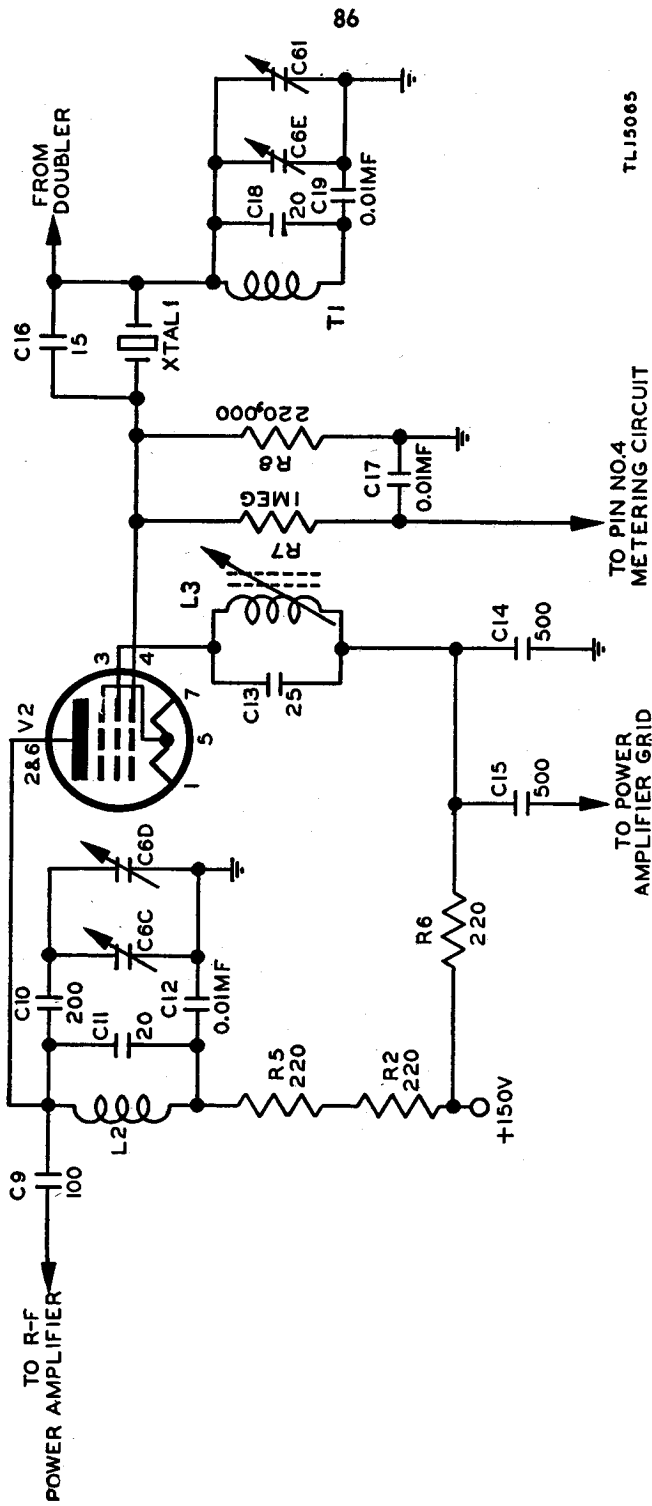 86
FROM
DOUBLER
C16
15
XTAL 1
C18
20
C6E
C61
C19
0.01MF
T1
220,000
R8
1MEG
R7
C17
0.01MF
TO PIN NO.4
METERING CIRCUIT
V2
2&6
3
4
7
5
1
L3
C13
25
C14
500
C15
500
TO POWER
AMPLIFIER GRID
R6
220
C6D
C6C
C10
200
C11
20
C12
0.01MF
L2
R5
220
R2
220
+150V
C9
100
TO R-F
POWER AMPLIFIER
TL15065